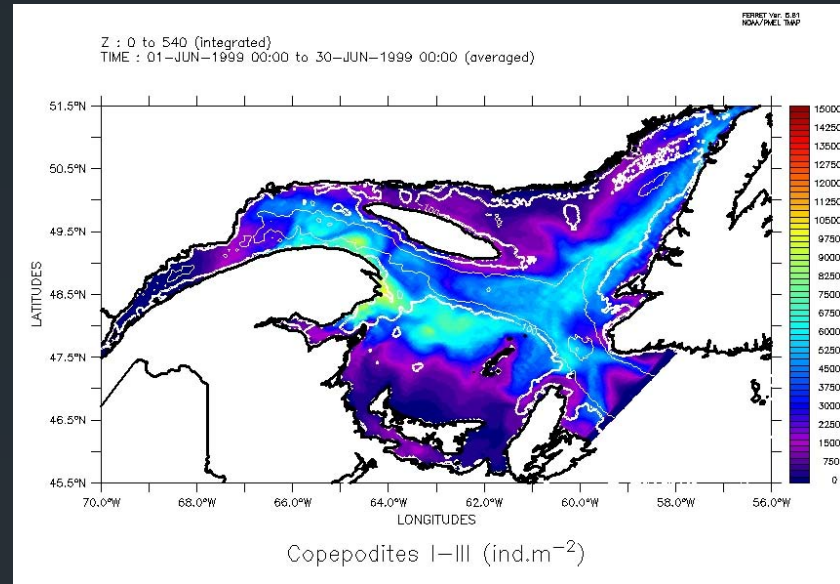 FERRET Ver. 5.81
NOAA/PMEL TMAP
Z : 0 to 540 (integrated)
TIME : 01-JUN-1999 00:00 to 30-JUN-1999 00:00 (averaged)
51.5°N
50.5°N
49.5°N
48.5°N
47.5°N
46.5°N
45.5°N
LATITUDES
70.0°W 68.0°W 66.0°W 64.0°W 62.0°W 60.0°W 58.0°W 56.0°W
LONGITUDES
15000
14250
13500
12750
12000
11250
10500
9750
9000
8250
7500
6750
6000
5250
4500
3750
3000
2250
1500
750
0
100
100
Copepodites I-III (ind.m⁻²)